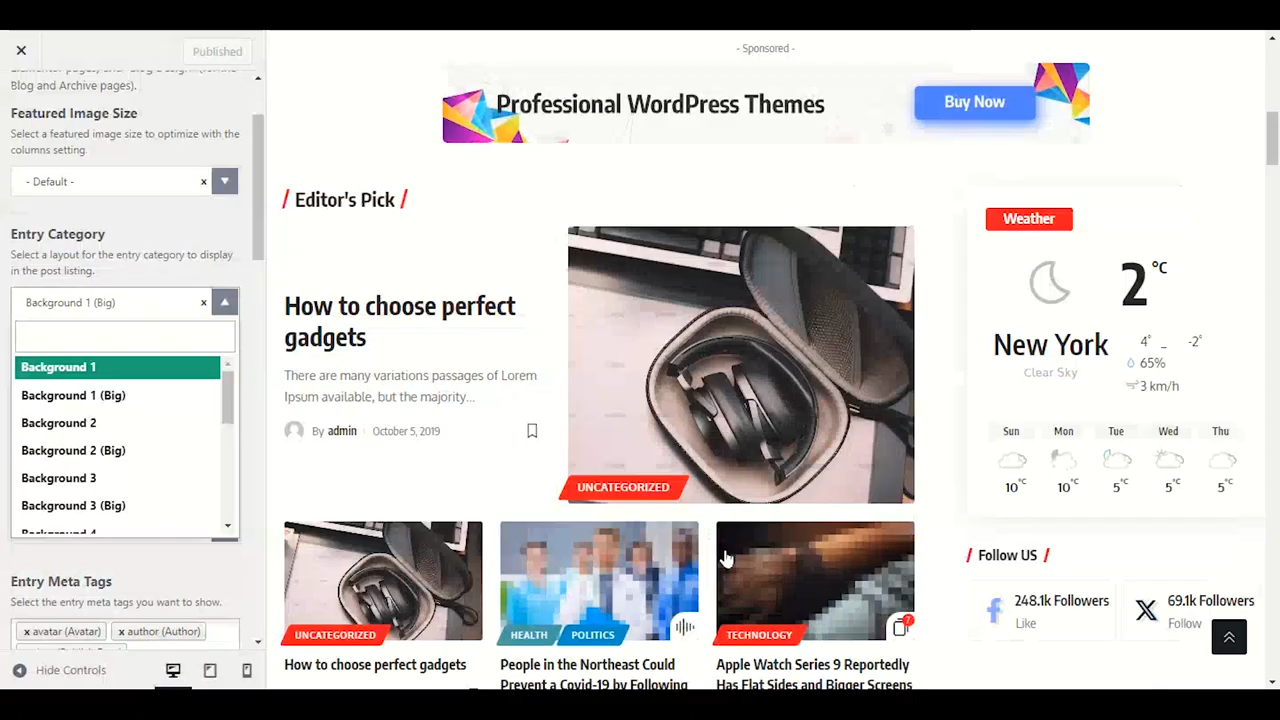 Published
Blog and Archive pages).
Featured Image Size
Select a featured image size to optimize with the
columns setting.
- Default -
×
Entry Category
Select a layout for the entry category to display
in the post listing.
Background 1 (Big)
×
Background 1
Background 1 (Big)
Background 2
Background 2 (Big)
Background 3
Background 3 (Big)
Background 4
Entry Meta Tags
Select the entry meta tags you want to show.
× avatar (Avatar) × author (Author)
Hide Controls
- Sponsored -
Professional WordPress Themes
Buy Now
/ Editor's Pick /
How to choose perfect
gadgets
There are many variations passages of Lorem
Ipsum available, but the majority...
By admin
October 5, 2019
UNCATEGORIZED
UNCATEGORIZED
How to choose perfect gadgets
HEALTH
POLITICS
People in the Northeast Could
Prevent a Covid-19 by Following
TECHNOLOGY
7
Apple Watch Series 9 Reportedly
Has Flat Sides and Bigger Screens
Weather
2 °C
New York
Clear Sky
4° _ -2°
65%
3 km/h
Sun Mon Tue Wed Thu
10°C 10°C 5°C 5°C 5°C
/ Follow US /
248.1k Followers
Like
69.1k Followers
Follow